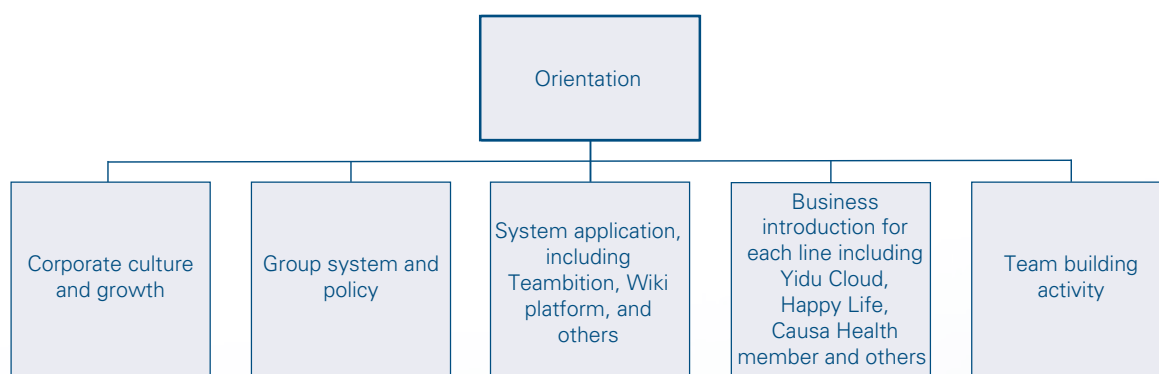 Orientation
Corporate culture
and growth
Group system and
policy
System application,
including
Teambition, Wiki
platform, and
others
Business
introduction for
each line including
Yidu Cloud,
Happy Life,
Causa Health
member and others
Team building
activity